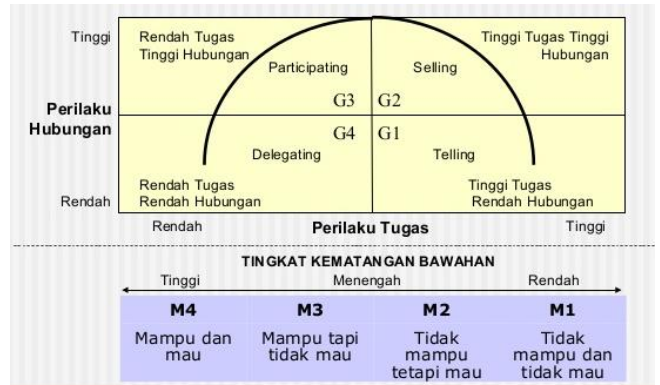 Tinggi
Rendah Tugas
Tinggi Hubungan
Tinggi Tugas Tinggi
Hubungan
Participating
Selling
G3
G2
Perilaku
Hubungan
G4
G1
Delegating
Telling
Rendah
Rendah Tugas
Rendah Hubungan
Tinggi Tugas
Rendah Hubungan
Rendah
Perilaku Tugas
Tinggi
TINGKAT KEMATANGAN BAWAHAN
Tinggi
Menengah
Rendah
M4
M3
M2
M1
Mampu dan
mau
Mampu tapi
tidak mau
Tidak
mampu
tetapi mau
Tidak
mampu dan
tidak mau